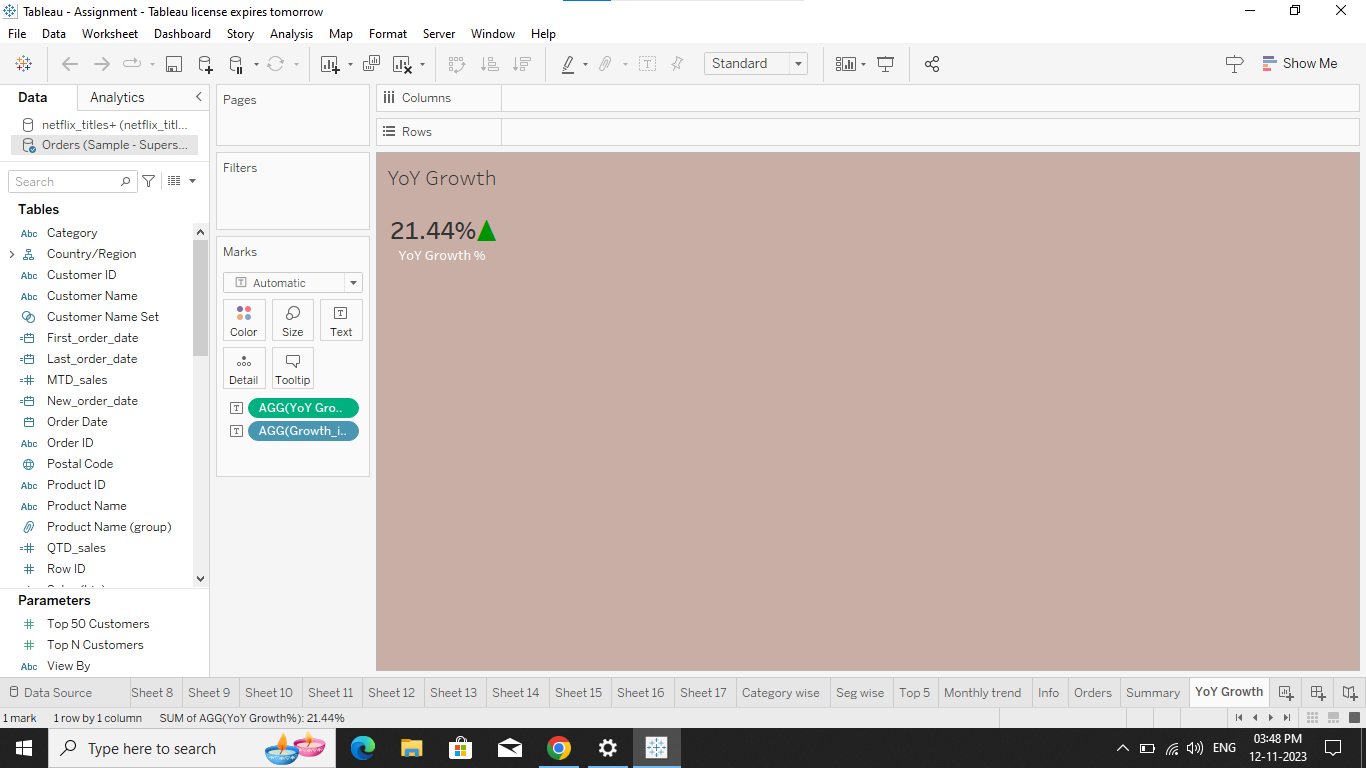 Tableau - Assignment - Tableau license expires tomorrow
File Data Worksheet Dashboard Story Analysis Map Format Server Window Help
Standard
Show Me
Data Analytics
netflix_titles+ (netflix_titl...
Orders (Sample - Supers...
Search
Tables
Abc Category
Country/Region
Abc Customer ID
Abc Customer Name
Customer Name Set
First_order_date
Last_order_date
MTD_sales
New_order_date
Order Date
Abc Order ID
Postal Code
Abc Product ID
Abc Product Name
Product Name (group)
QTD_sales
Row ID
Parameters
Top 50 Customers
Top N Customers
Abc View By
Pages
Filters
Marks
Automatic
Color Size Text
Detail Tooltip
AGG(YoY Gro..
AGG(Growth_i..
Columns
Rows
YoY Growth
21.44%
YoY Growth %
Data Source Sheet 8 Sheet 9 Sheet 10 Sheet 11 Sheet 12 Sheet 13 Sheet 14 Sheet 15 Sheet 16 Sheet 17 Category wise Seg wise Top 5 Monthly trend Info Orders Summary YoY Growth
1 mark 1 row by 1 column SUM of AGG(YoY Growth%): 21.44%
Type here to search
ENG
03:48 PM
12-11-2023